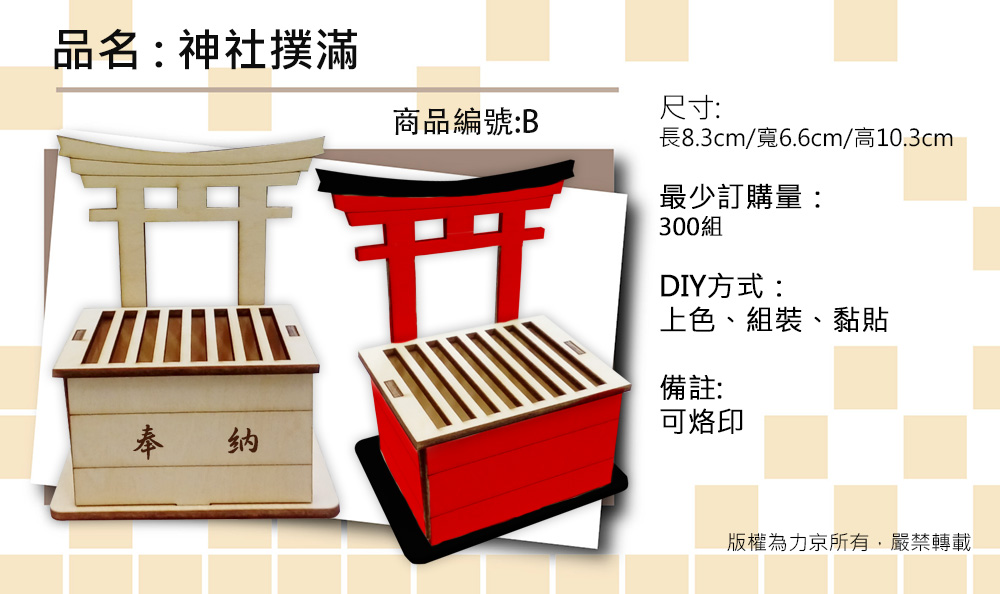 品名 : 神社撲滿
商品編號:B
尺寸:
長8.3cm/寬6.6cm/高10.3cm
最少訂購量：
300組
DIY方式：
上色、組裝、黏貼
備註:
可烙印
奉 納
版權為力京所有，嚴禁轉載